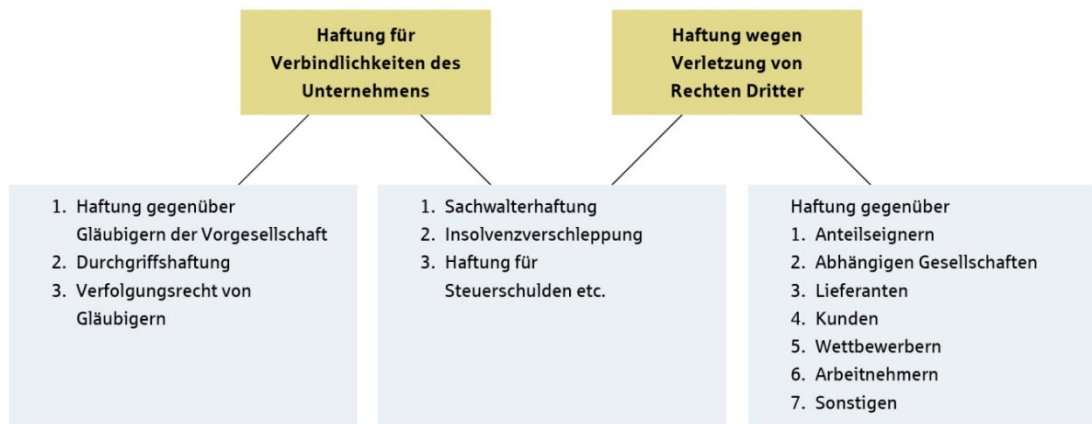 Haftung für
Verbindlichkeiten des
Unternehmens
Haftung wegen
Verletzung von
Rechten Dritter
1. Haftung gegenüber
Gläubigern der Vorgesellschaft
2. Durchgriffshaftung
3. Verfolgungsrecht von
Gläubigern
1. Sachwalterhaftung
2. Insolvenzverschleppung
3. Haftung für
Steuerschulden etc.
Haftung gegenüber
1. Anteilseignern
2. Abhängigen Gesellschaften
3. Lieferanten
4. Kunden
5. Wettbewerbern
6. Arbeitnehmern
7. Sonstigen